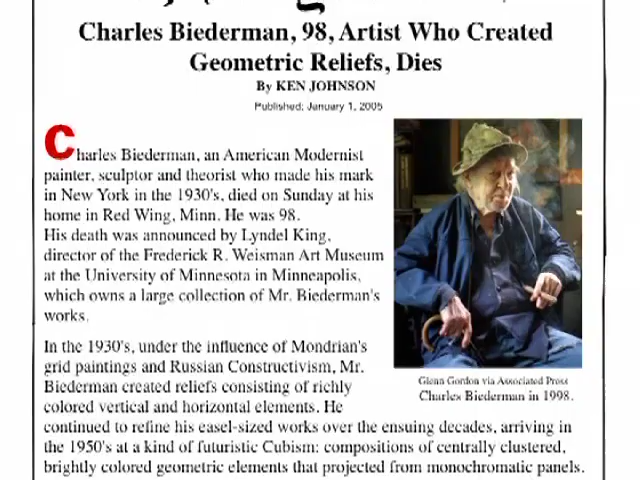 Charles Biederman, 98, Artist Who Created
Geometric Reliefs, Dies
By KEN JOHNSON
Published: January 1, 2005
Charles Biederman, an American Modernist
painter, sculptor and theorist who made his mark
in New York in the 1930's, died on Sunday at his
home in Red Wing, Minn. He was 98.
His death was announced by Lyndel King,
director of the Frederick R. Weisman Art Museum
at the University of Minnesota in Minneapolis,
which owns a large collection of Mr. Biederman's
works.
In the 1930's, under the influence of Mondrian's
grid paintings and Russian Constructivism, Mr.
Biederman created reliefs consisting of richly
colored vertical and horizontal elements. He
continued to refine his easel-sized works over the ensuing decades, arriving in
the 1950's at a kind of futuristic Cubism: compositions of centrally clustered,
brightly colored geometric elements that projected from monochromatic panels.
Glenn Gordon via Associated Press
Charles Biederman in 1998.